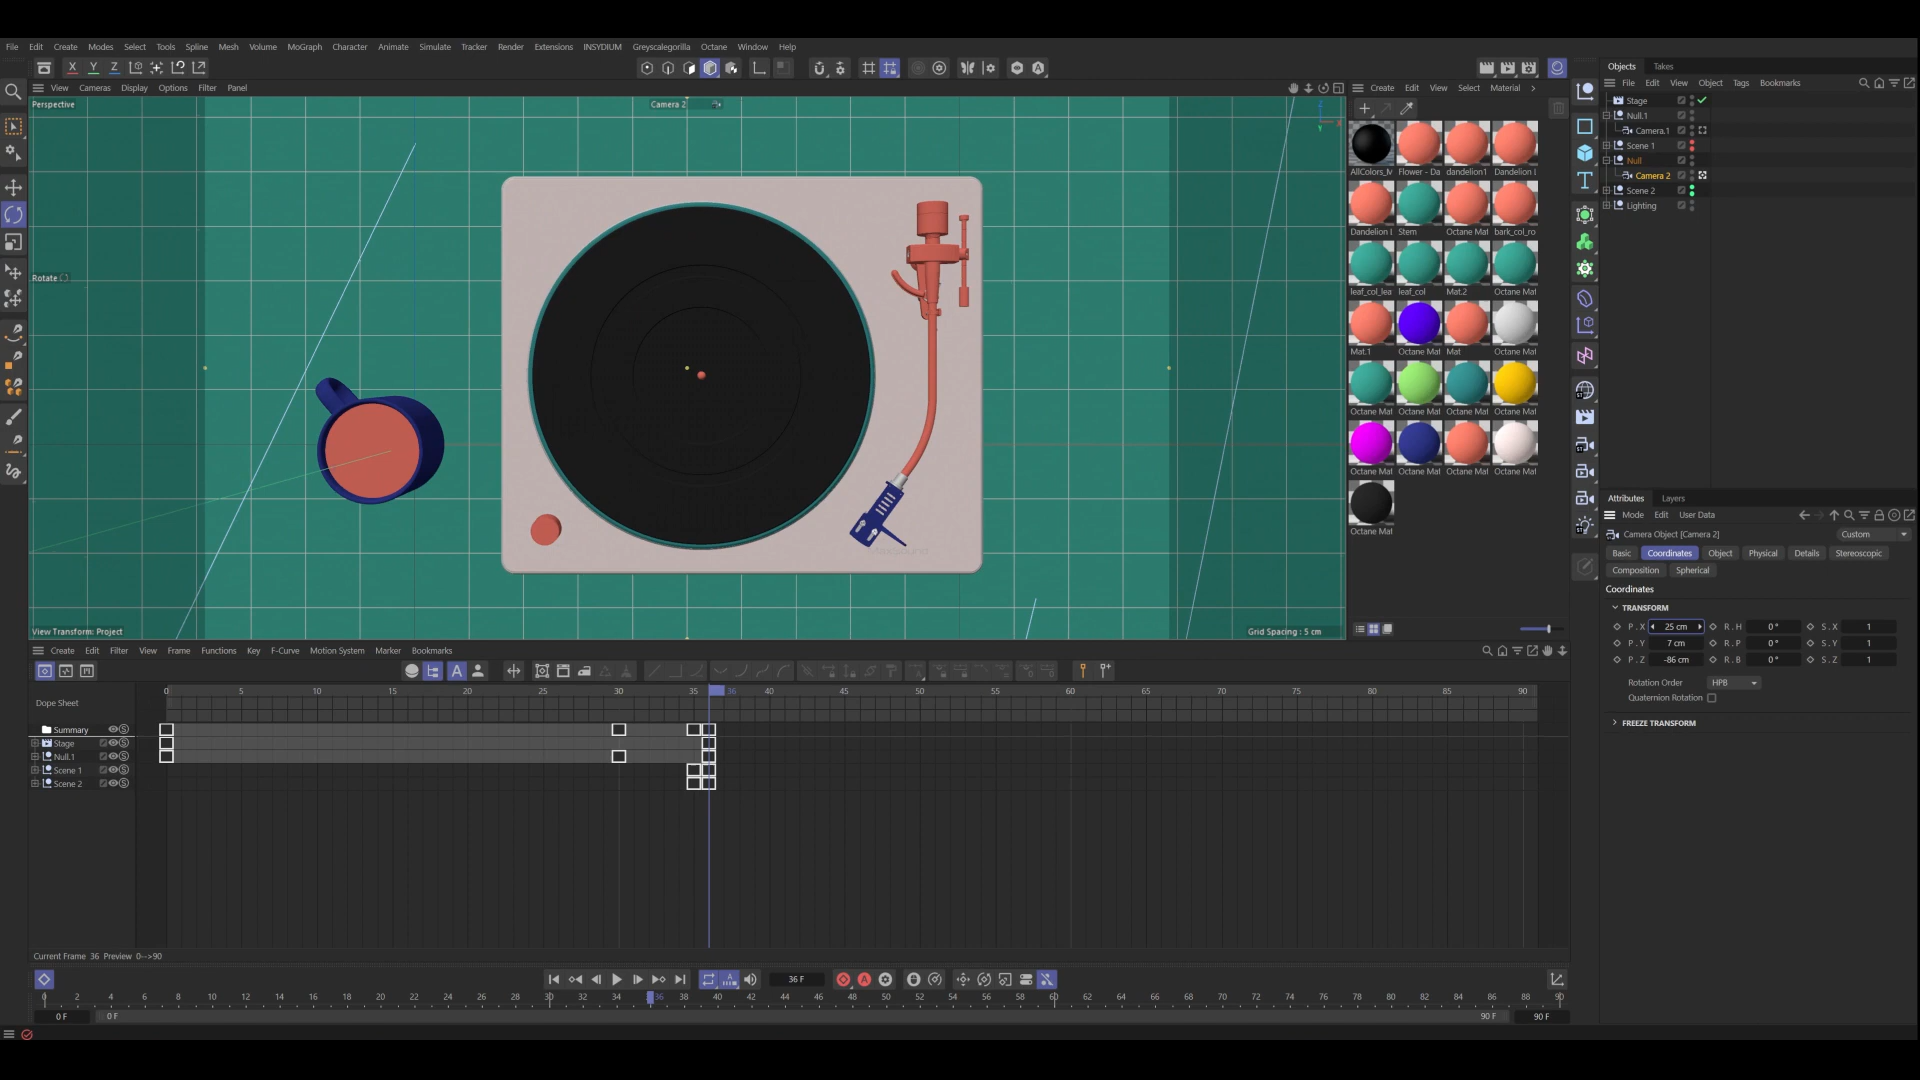 File Edit Create Modes Select Tools Spline Mesh Volume MoGraph Character Animate Simulate Tracker Render Extensions INSYDIUM Greyscalegorilla Octane Window Help
X Y Z
View Cameras Display Options Filter Panel
Perspective
Camera 2
Rotate
View Transform: Project
Grid Spacing : 5 cm
Create Edit View Select Material
AllColors_M Flower - Da dandelion1 Dandelion L
Dandelion L Stem Octane Mat bark_col_ro
leaf_col_lea leaf_col Mat.2 Octane Mat
Mat.1 Octane Mat Mat Octane Mat
Octane Mat Octane Mat Octane Mat Octane Mat
Octane Mat Octane Mat Octane Mat Octane Mat
Octane Mat
Objects Takes
File Edit View Object Tags Bookmarks
Stage
Null.1
Camera.1
Scene 1
Null
Camera 2
Scene 2
Lighting
Attributes Layers
Mode Edit User Data
Camera Object [Camera 2]
Custom
Basic Coordinates Object Physical Details Stereoscopic
Composition Spherical
Coordinates
TRANSFORM
P . X 25 cm R . H 0 ° S . X 1
P . Y 7 cm R . P 0 ° S . Y 1
P . Z -86 cm R . B 0 ° S . Z 1
Rotation Order HPB
Quaternion Rotation
FREEZE TRANSFORM
Create Edit Filter View Frame Functions Key F-Curve Motion System Marker Bookmarks
Dope Sheet
0 5 10 15 20 25 30 35 36 40 45 50 55 60 65 70 75 80 85 90
Summary
Stage
Null.1
Scene 1
Scene 2
Current Frame 36 Preview 0-->90
36 F
0 2 4 6 8 10 12 14 16 18 20 22 24 26 28 30 32 34 36 38 40 42 44 46 48 50 52 54 56 58 60 62 64 66 68 70 72 74 76 78 80 82 84 86 88 90
0 F 0 F 90 F 90 F